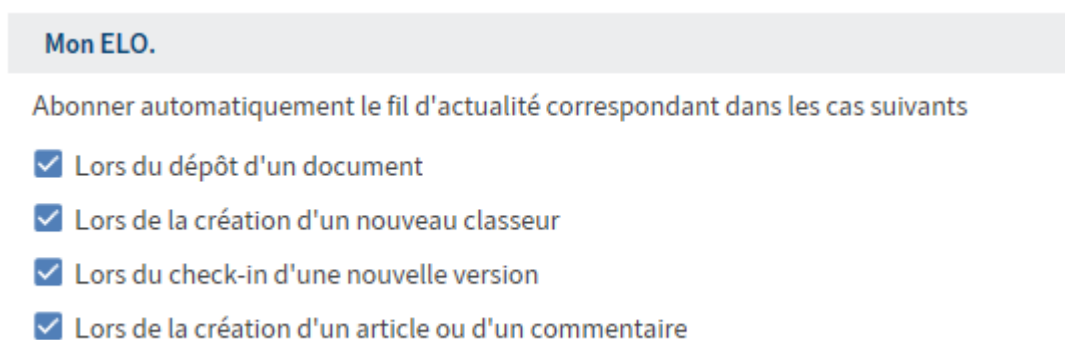 Mon ELO.
Abonner automatiquement le fil d'actualité correspondant dans les cas suivants
Lors du dépôt d'un document
Lors de la création d'un nouveau classeur
Lors du check-in d'une nouvelle version
Lors de la création d'un article ou d'un commentaire